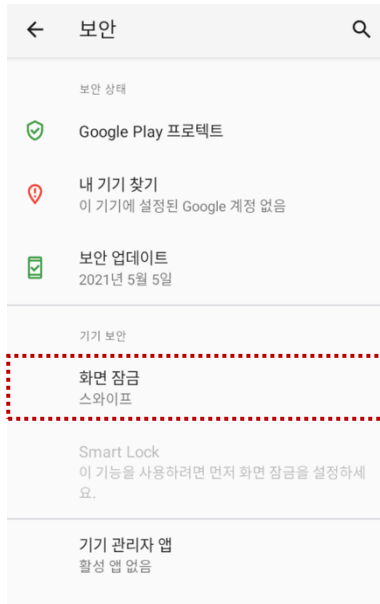 보안
보안 상태
Google Play 프로텍트
내 기기 찾기
이 기기에 설정된 Google 계정 없음
보안 업데이트
2021년 5월 5일
기기 보안
화면 잠금
스와이프
Smart Lock
이 기능을 사용하려면 먼저 화면 잠금을 설정하세
요.
기기 관리자 앱
활성 앱 없음